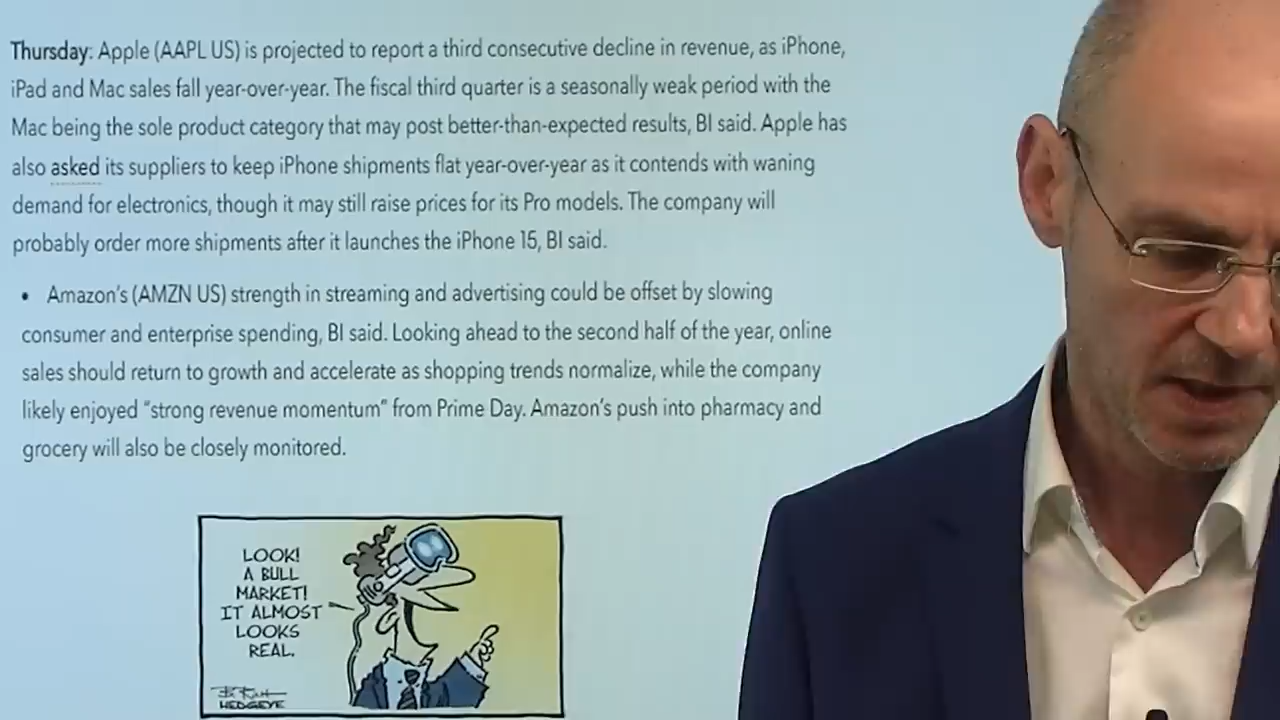 Thursday: Apple (AAPL US) is projected to report a third consecutive decline in revenue, as iPhone,
iPad and Mac sales fall year-over-year. The fiscal third quarter is a seasonally weak period with the
Mac being the sole product category that may post better-than-expected results, BI said. Apple has
also asked its suppliers to keep iPhone shipments flat year-over-year as it contends with waning
demand for electronics, though it may still raise prices for its Pro models. The company will
probably order more shipments after it launches the iPhone 15, BI said.
• Amazon's (AMZN US) strength in streaming and advertising could be offset by slowing
consumer and enterprise spending, BI said. Looking ahead to the second half of the year, online
sales should return to growth and accelerate as shopping trends normalize, while the company
likely enjoyed "strong revenue momentum" from Prime Day. Amazon's push into pharmacy and
grocery will also be closely monitored.
LOOK!
A BULL
MARKET!
IT ALMOST
LOOKS
REAL.
HEDGEYE